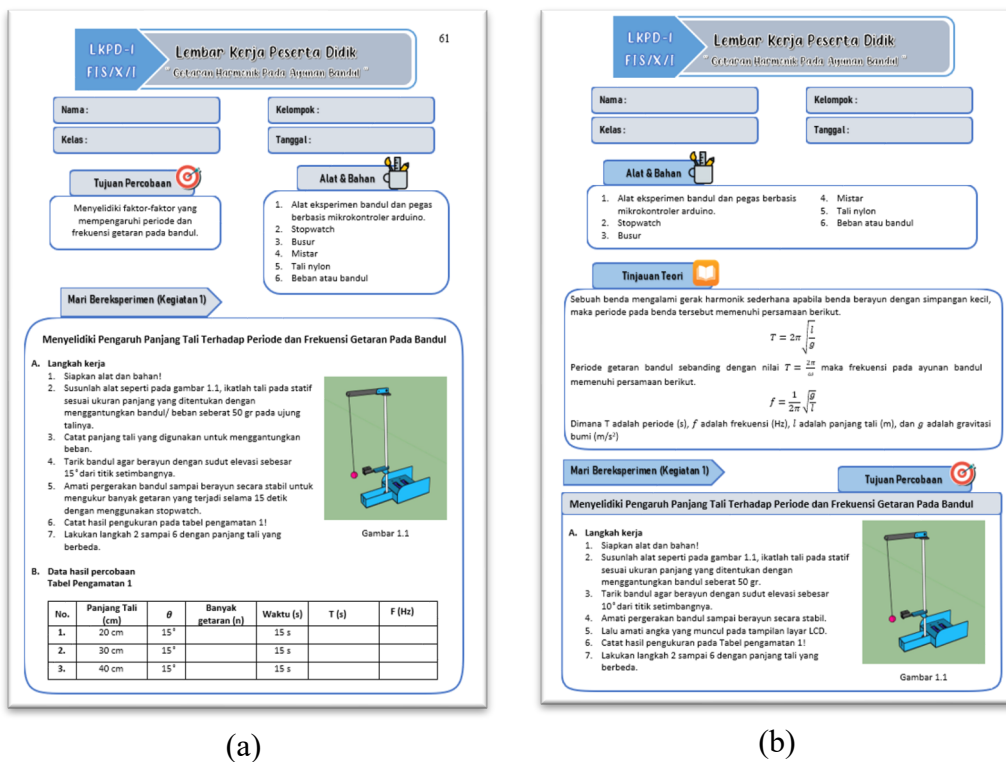 61
LKPD-I
FIS/X/I
Lembar Kerja Peserta Didik
"Getaran Harmonik Pada Ayunan Bandul"
Nama :
Kelompok :
Kelas :
Tanggal :
Tujuan Percobaan
Menyelidiki faktor-faktor yang
mempengaruhi periode dan
frekuensi getaran pada bandul.
Alat & Bahan
1. Alat eksperimen bandul dan pegas
berbasis mikrokontroler arduino.
2. Stopwatch
3. Busur
4. Mistar
5. Tali nylon
6. Beban atau bandul
Mari Bereksperimen (Kegiatan 1)
Menyelidiki Pengaruh Panjang Tali Terhadap Periode dan Frekuensi Getaran Pada Bandul
A. Langkah kerja
1. Siapkan alat dan bahan!
2. Susunlah alat seperti pada gambar 1.1, ikatlah tali pada statif
sesuai ukuran panjang yang ditentukan dengan
menggantungkan bandul/ beban seberat 50 gr pada ujung
talinya.
3. Catat panjang tali yang digunakan untuk menggantungkan
beban.
4. Tarik bandul agar berayun dengan sudut elevasi sebesar
15° dari titik setimbangnya.
5. Amati pergerakan bandul sampai berayun secara stabil untuk
mengukur banyak getaran yang terjadi selama 15 detik
dengan menggunakan stopwatch.
6. Catat hasil pengukuran pada tabel pengamatan 1!
7. Lakukan langkah 2 sampai 6 dengan panjang tali yang
berbeda.
Gambar 1.1
B. Data hasil percobaan
Tabel Pengamatan 1
No. Panjang Tali (cm) θ Banyak getaran (n) Waktu (s) T (s) F (Hz)
1. 20 cm 15° 15 s
2. 30 cm 15° 15 s
3. 40 cm 15° 15 s
(a)
LKPD-I
FIS/X/I
Lembar Kerja Peserta Didik
"Getaran Harmonik Pada Ayunan Bandul"
Nama :
Kelompok :
Kelas :
Tanggal :
Alat & Bahan
1. Alat eksperimen bandul dan pegas berbasis
mikrokontroler arduino.
2. Stopwatch
3. Busur
4. Mistar
5. Tali nylon
6. Beban atau bandul
Tinjauan Teori
Sebuah benda mengalami gerak harmonik sederhana apabila benda berayun dengan simpangan kecil,
maka periode pada benda tersebut memenuhi persamaan berikut.
T = 2π √(l/g)
Periode getaran bandul sebanding dengan nilai T = 2π/ω maka frekuensi pada ayunan bandul
memenuhi persamaan berikut.
f = 1/2π √(g/l)
Dimana T adalah periode (s), f adalah frekuensi (Hz), l adalah panjang tali (m), dan g adalah gravitasi
bumi (m/s²)
Mari Bereksperimen (Kegiatan 1)
Tujuan Percobaan
Menyelidiki Pengaruh Panjang Tali Terhadap Periode dan Frekuensi Getaran Pada Bandul
A. Langkah kerja
1. Siapkan alat dan bahan!
2. Susunlah alat seperti pada gambar 1.1, ikatlah tali pada statif
sesuai ukuran panjang yang ditentukan dengan
menggantungkan bandul seberat 50 gr.
3. Tarik bandul agar berayun dengan sudut elevasi sebesar
10° dari titik setimbangnya.
4. Amati pergerakan bandul sampai berayun secara stabil.
5. Lalu amati angka yang muncul pada tampilan layar LCD.
6. Catat hasil pengukuran pada Tabel pengamatan 1!
7. Lakukan langkah 2 sampai 6 dengan panjang tali yang
berbeda.
Gambar 1.1
(b)